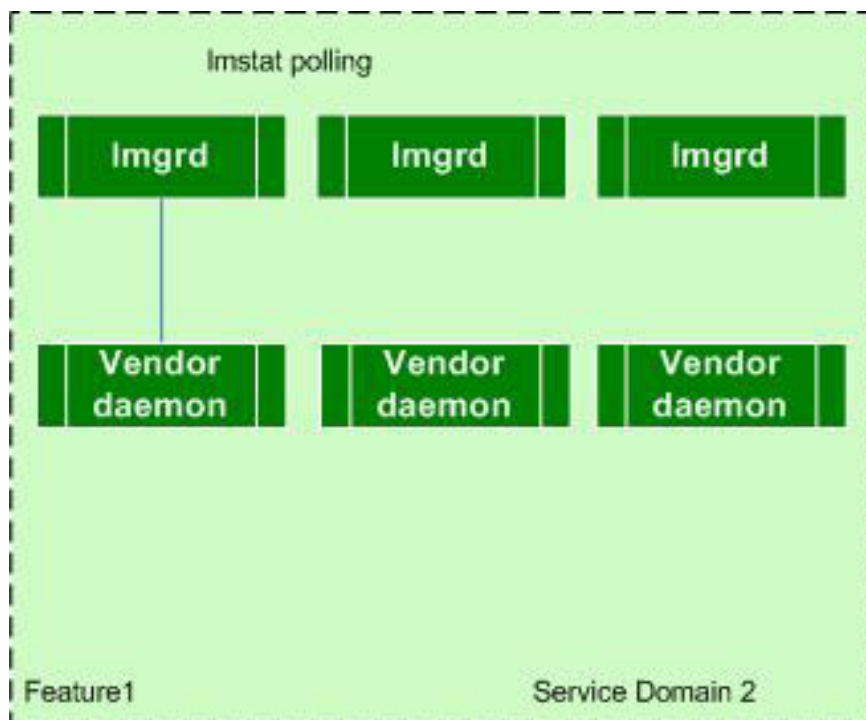 lmstat polling
lmgrd
lmgrd
lmgrd
Vendor
daemon
Vendor
daemon
Vendor
daemon
Feature1
Service Domain 2